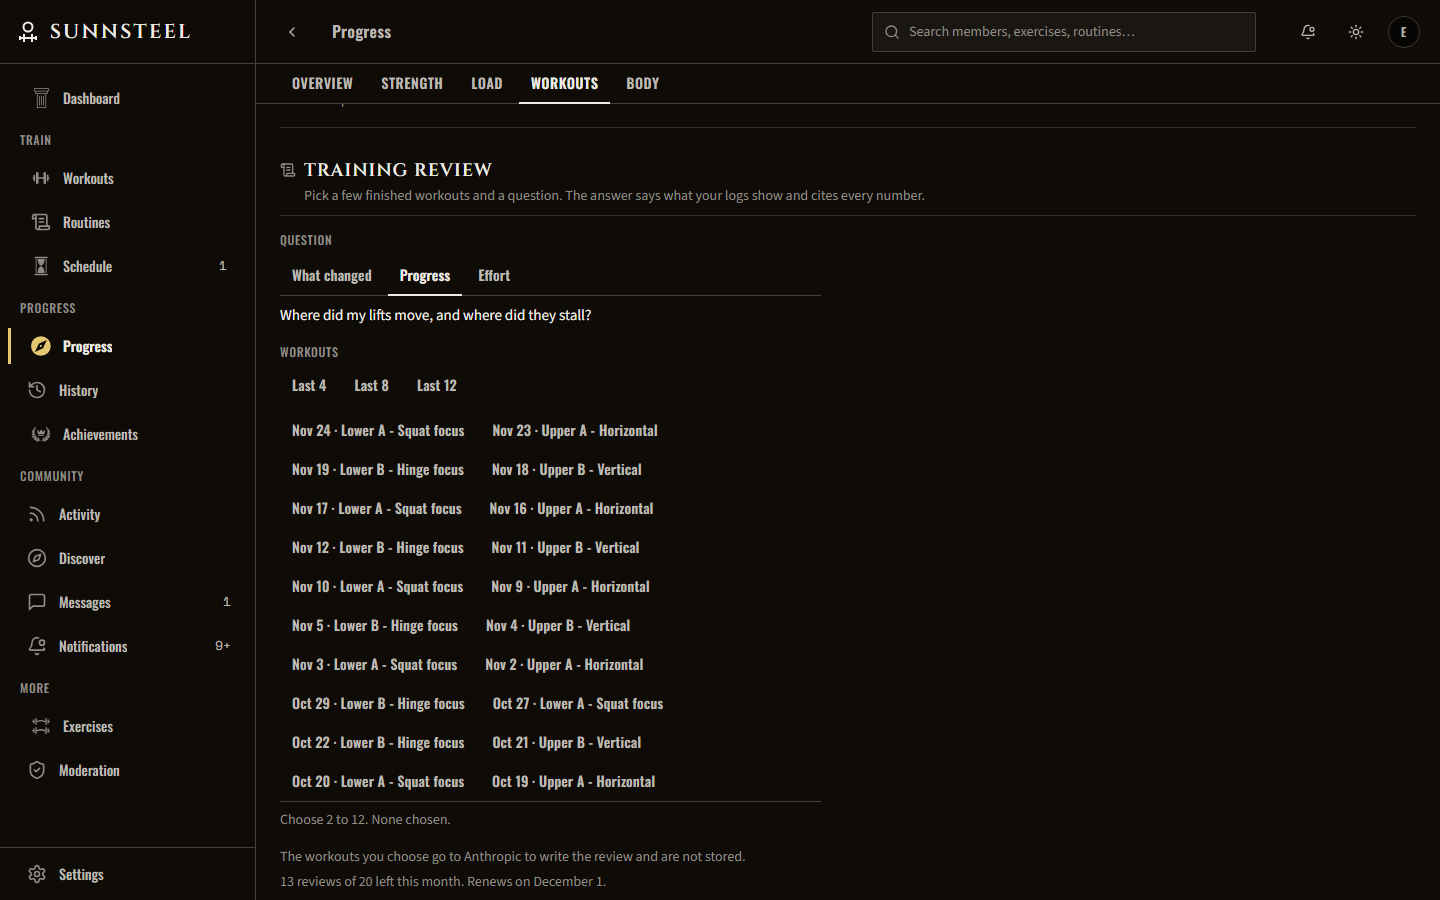 SUNNSTEEL
Progress
Search members, exercises, routines...
E
OVERVIEW STRENGTH LOAD WORKOUTS BODY
Dashboard
TRAIN
Workouts
Routines
Schedule 1
PROGRESS
Progress
History
Achievements
COMMUNITY
Activity
Discover
Messages 1
Notifications 9+
MORE
Exercises
Moderation
Settings
TRAINING REVIEW
Pick a few finished workouts and a question. The answer says what your logs show and cites every number.
QUESTION
What changed Progress Effort
Where did my lifts move, and where did they stall?
WORKOUTS
Last 4 Last 8 Last 12
Nov 24 · Lower A - Squat focus Nov 23 · Upper A - Horizontal
Nov 19 · Lower B - Hinge focus Nov 18 · Upper B - Vertical
Nov 17 · Lower A - Squat focus Nov 16 · Upper A - Horizontal
Nov 12 · Lower B - Hinge focus Nov 11 · Upper B - Vertical
Nov 10 · Lower A - Squat focus Nov 9 · Upper A - Horizontal
Nov 5 · Lower B - Hinge focus Nov 4 · Upper B - Vertical
Nov 3 · Lower A - Squat focus Nov 2 · Upper A - Horizontal
Oct 29 · Lower B - Hinge focus Oct 27 · Lower A - Squat focus
Oct 22 · Lower B - Hinge focus Oct 21 · Upper B - Vertical
Oct 20 · Lower A - Squat focus Oct 19 · Upper A - Horizontal
Choose 2 to 12. None chosen.
The workouts you choose go to Anthropic to write the review and are not stored.
13 reviews of 20 left this month. Renews on December 1.